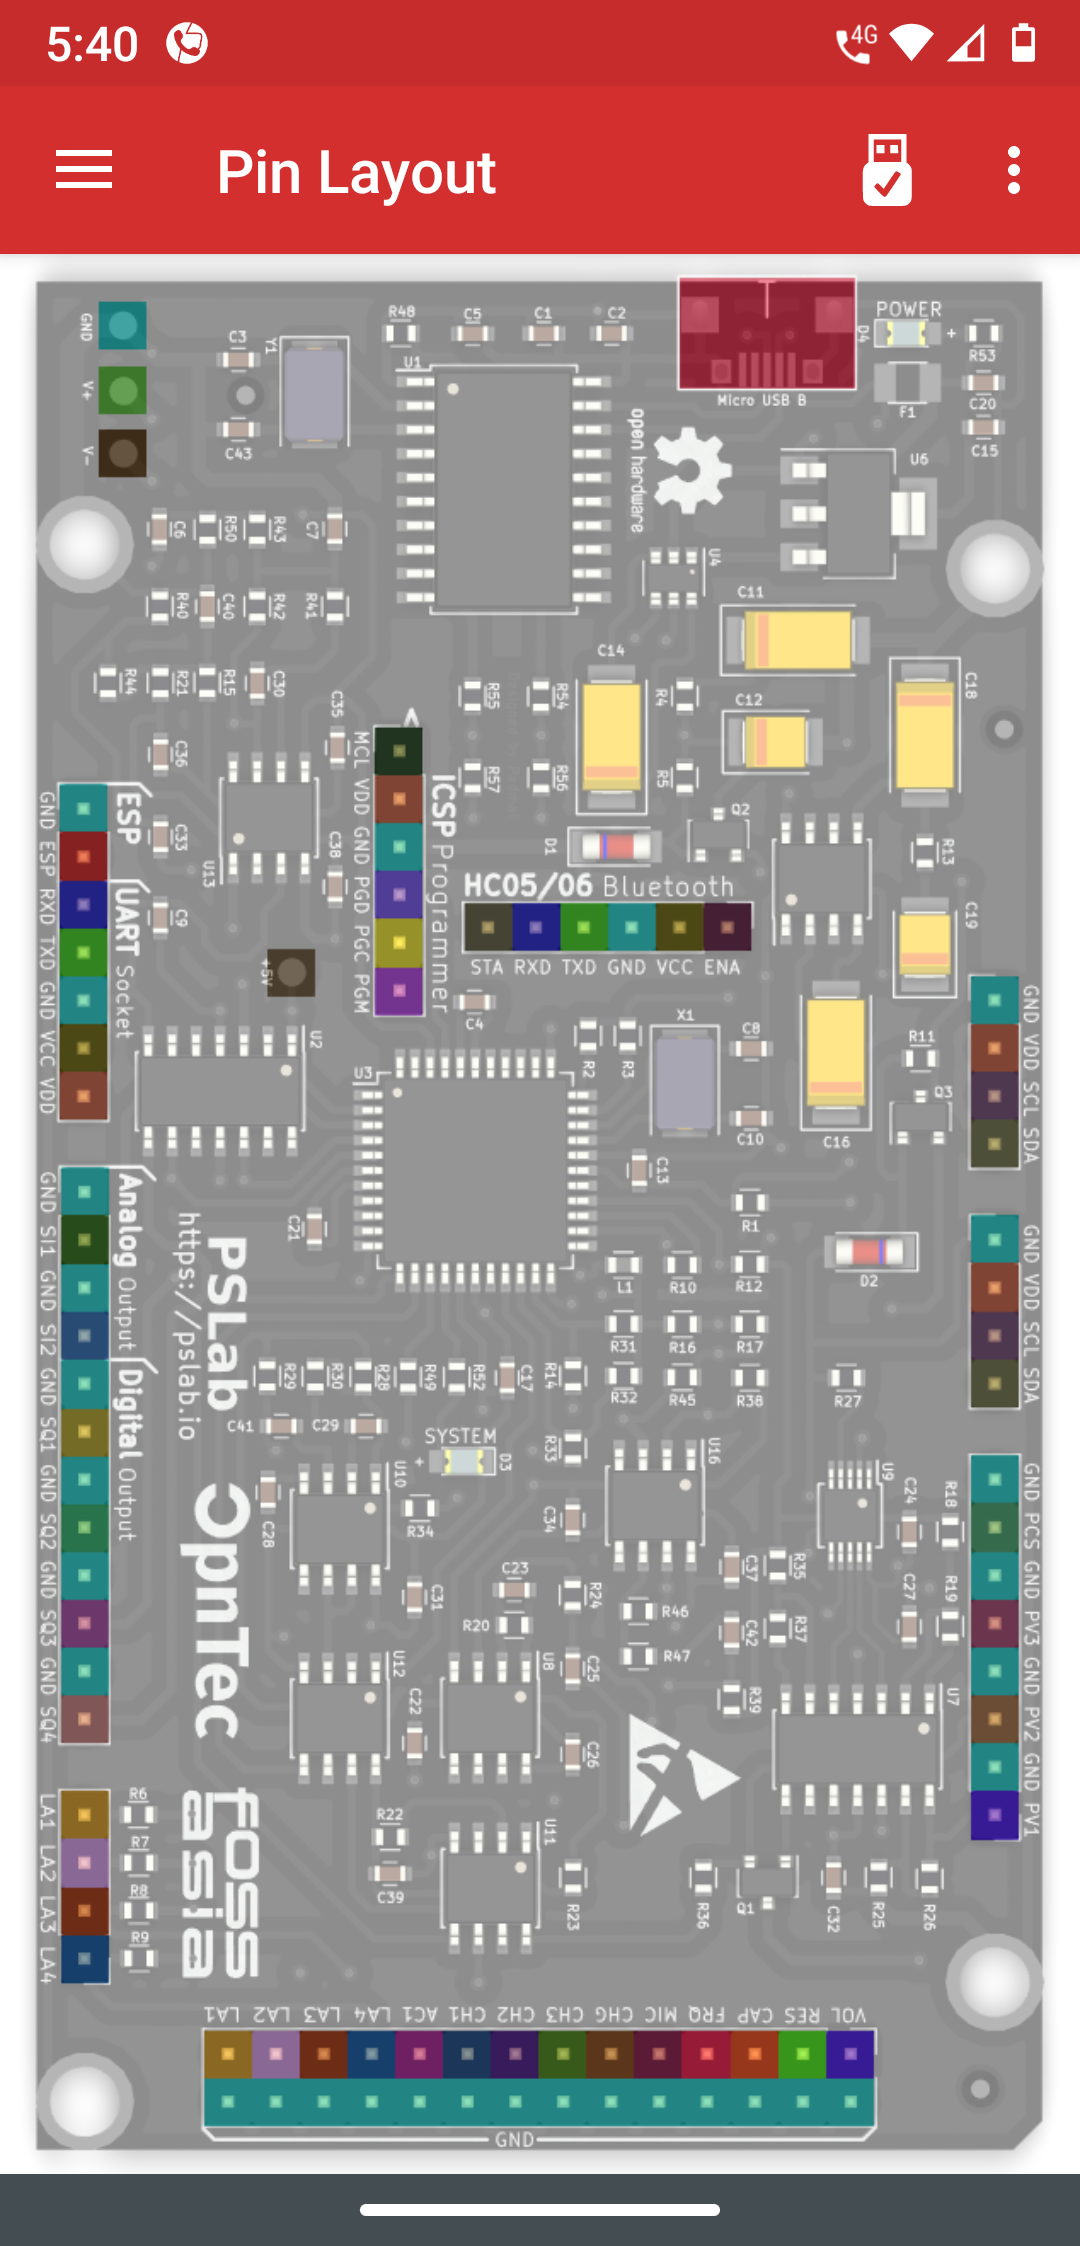 5:40
4G
Pin Layout
GND
V+
V-
C3
Y1
C43
R48
C5
C1
C2
U1
Micro USB B
POWER
D4
+
R53
C20
F1
C15
open hardware
U6
U4
C6
R50
R43
C7
R40
C40
R42
R41
R44
R21
R15
C30
C35
C36
C33
C9
C38
U13
C11
C14
C12
C18
R55
R54
R4
R57
R56
R5
Q2
D1
R13
C19
ICSP Programmer
MCL
VDD
GND
PGD
PGC
PGM
HC05/06 Bluetooth
STA RXD TXD GND VCC ENA
ESP
UART Socket
GND
ESP
RXD
TXD
GND
VCC
VDD
+5V
C4
U2
U3
R2
R3
X1
C8
C10
C13
C16
R11
Q3
GND
VDD
SCL
SDA
GND
VDD
SCL
SDA
Analog Output
Digital Output
GND
SI1
GND
SI2
GND
SQ1
GND
SQ2
GND
SQ3
GND
SQ4
https://pslab.io
PSLab
OpnTec
C21
R1
L1
R10
R12
D2
R31
R16
R17
R32
R45
R38
R27
R29
R30
R28
R49
R52
C17
R14
C41
C29
SYSTEM
+
D3
R33
U16
U10
R34
C28
C34
U9
C24
R18
C23
C31
R20
R24
R46
R47
C37
R35
C42
R37
C27
R19
U12
C22
U8
C25
C26
R39
U7
GND
PCS
GND
PV3
GND
PV2
GND
PV1
LA1
LA2
LA3
LA4
R6
R7
R8
R9
FOSS
asia
R22
C39
U11
R23
R36
Q1
C32
R25
R26
LA1 LA2 LA3 LA4 AC1 CH1 CH2 CH3 CHG MIC FRQ CAP RES VOL
GND